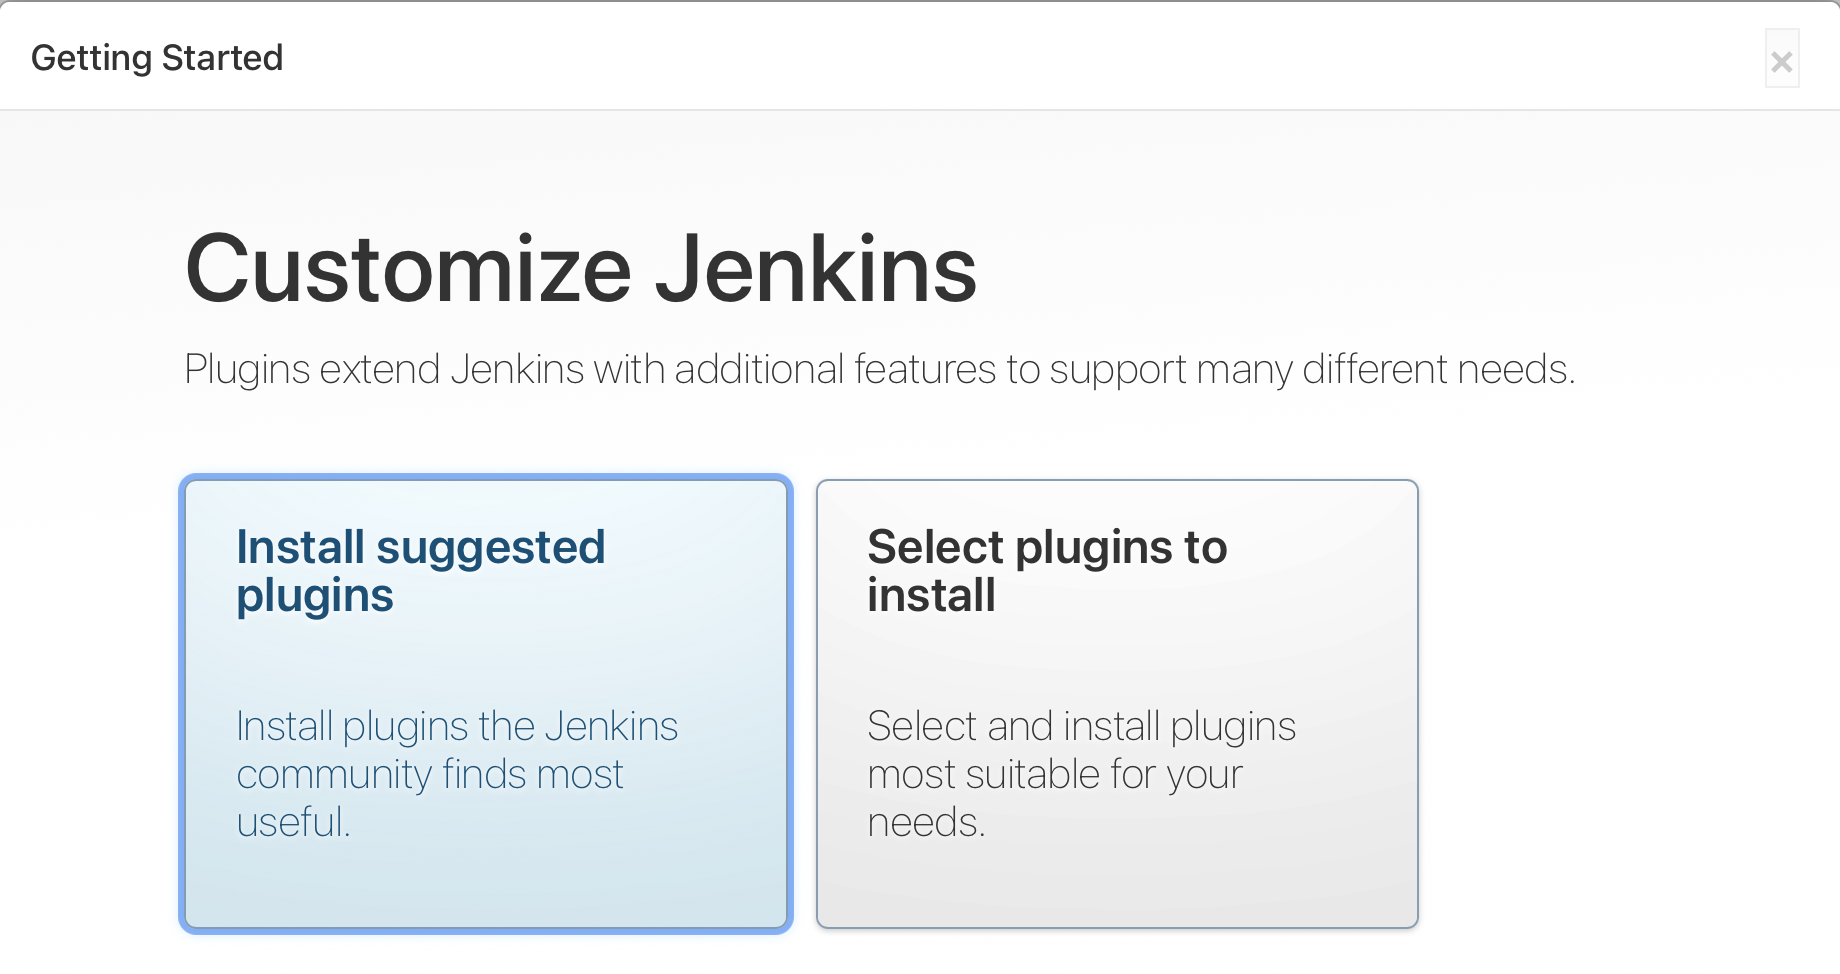 Getting Started
×
Customize Jenkins
Plugins extend Jenkins with additional features to support many different needs.
Install suggested
plugins
Install plugins the Jenkins
community finds most
useful.
Select plugins to
install
Select and install plugins
most suitable for your
needs.